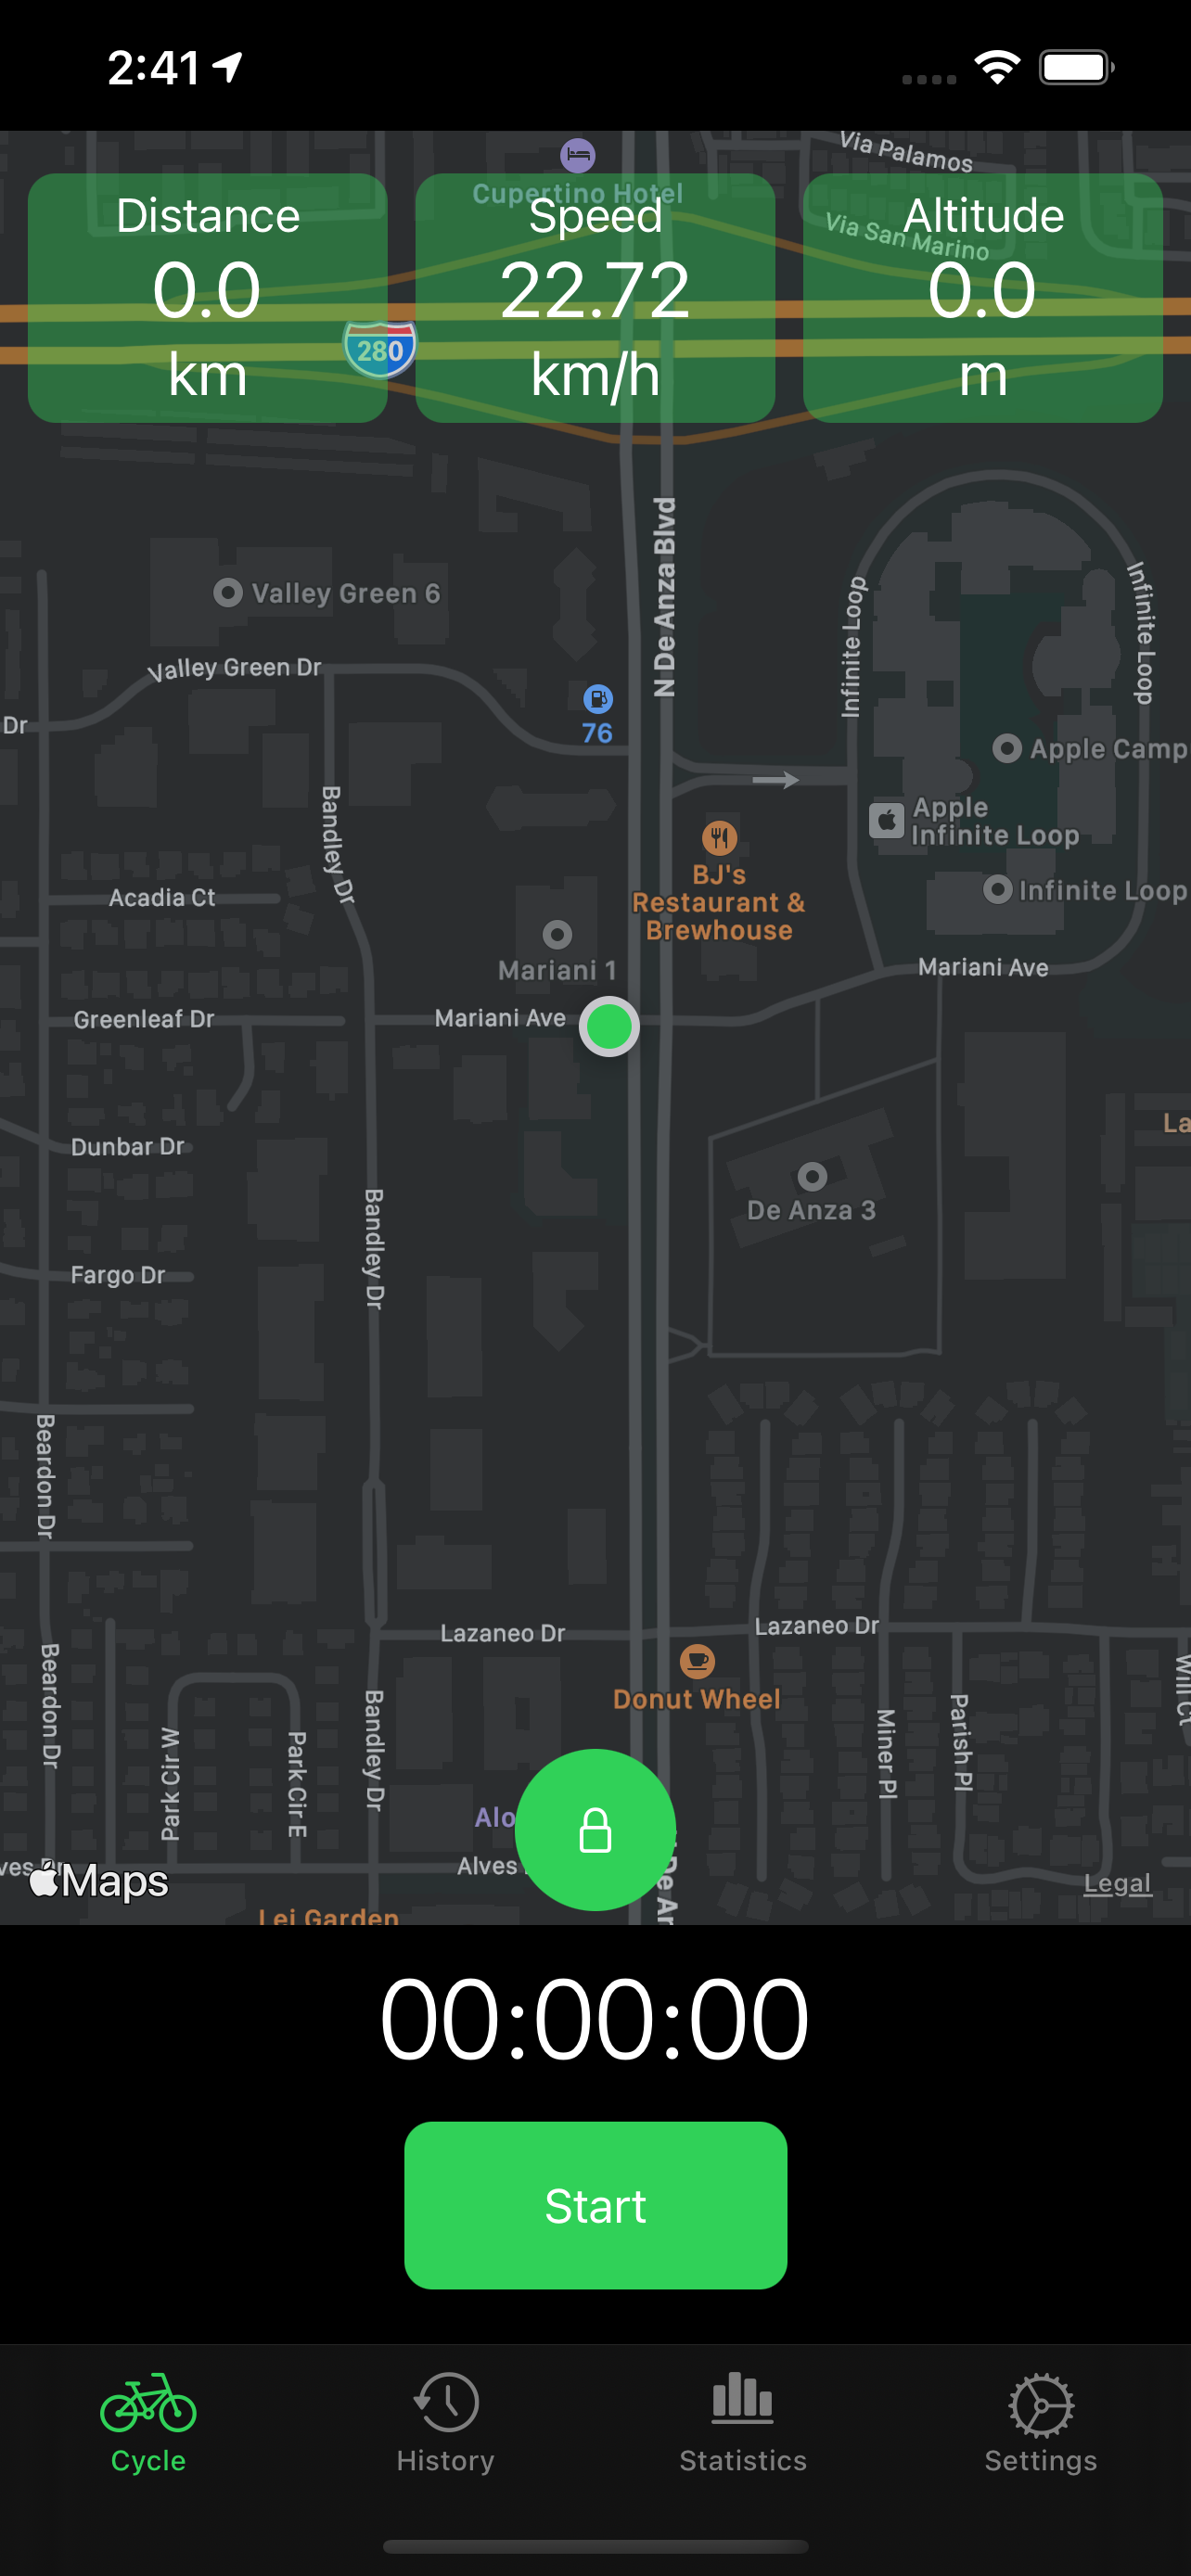 2:41
Via Palamos
Cupertino Hotel
Via San Marino
Distance
0.0
km
Speed
22.72
km/h
Altitude
0.0
m
280
N De Anza Blvd
Infinite Loop
Infinite Loop
Valley Green 6
Valley Green Dr
Dr
76
Apple Camp
Apple
Infinite Loop
Bandley Dr
BJ's
Restaurant &
Brewhouse
Infinite Loop
Acadia Ct
Mariani 1
Mariani Ave
Greenleaf Dr
Mariani Ave
La
Dunbar Dr
De Anza 3
Bandley Dr
Fargo Dr
Beardon Dr
Lazaneo Dr
Lazaneo Dr
Donut Wheel
Beardon Dr
Park Cir W
Park Cir E
Bandley Dr
Miner Pl
Parish Pl
Will Ct
Alo
Alves
De Ar
Maps
Legal
Lei Garden
00:00:00
Start
Cycle
History
Statistics
Settings